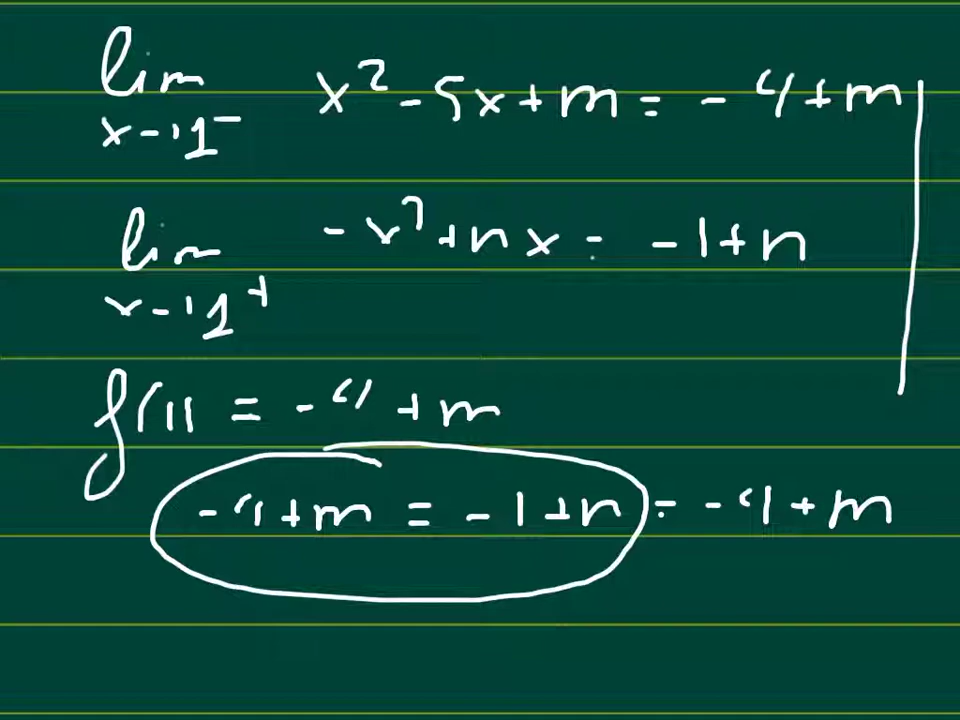 lim x→1⁻ x² - 5x + m = -4 + m
lim x→1⁺ -x² + nx = -1 + n
f(1) = -4 + m
-4 + m = -1 + n = -4 + m